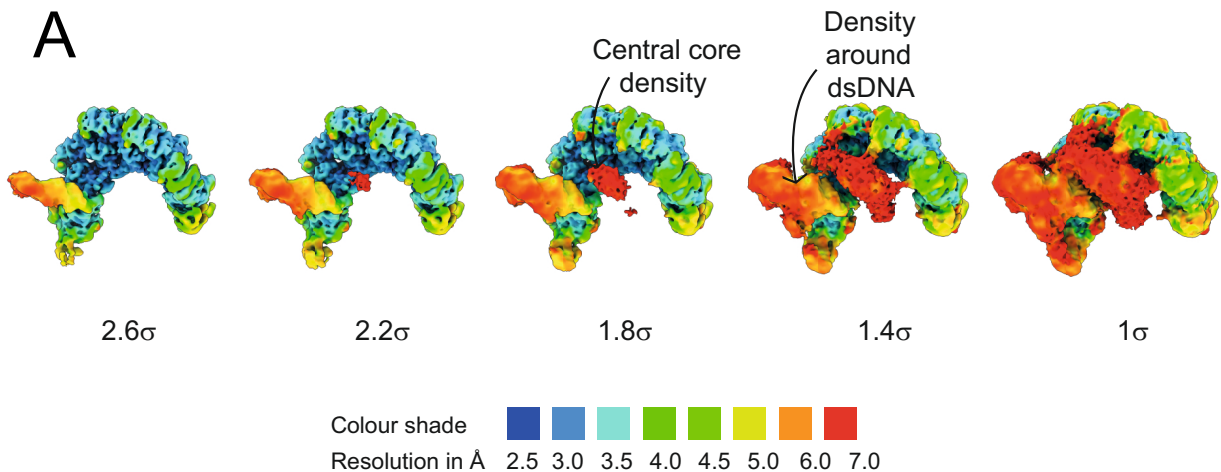 A
Central core
density
Density
around
dsDNA
2.6σ
2.2σ
1.8σ
1.4σ
1σ
Colour shade
Resolution in Å 2.5 3.0 3.5 4.0 4.5 5.0 6.0 7.0